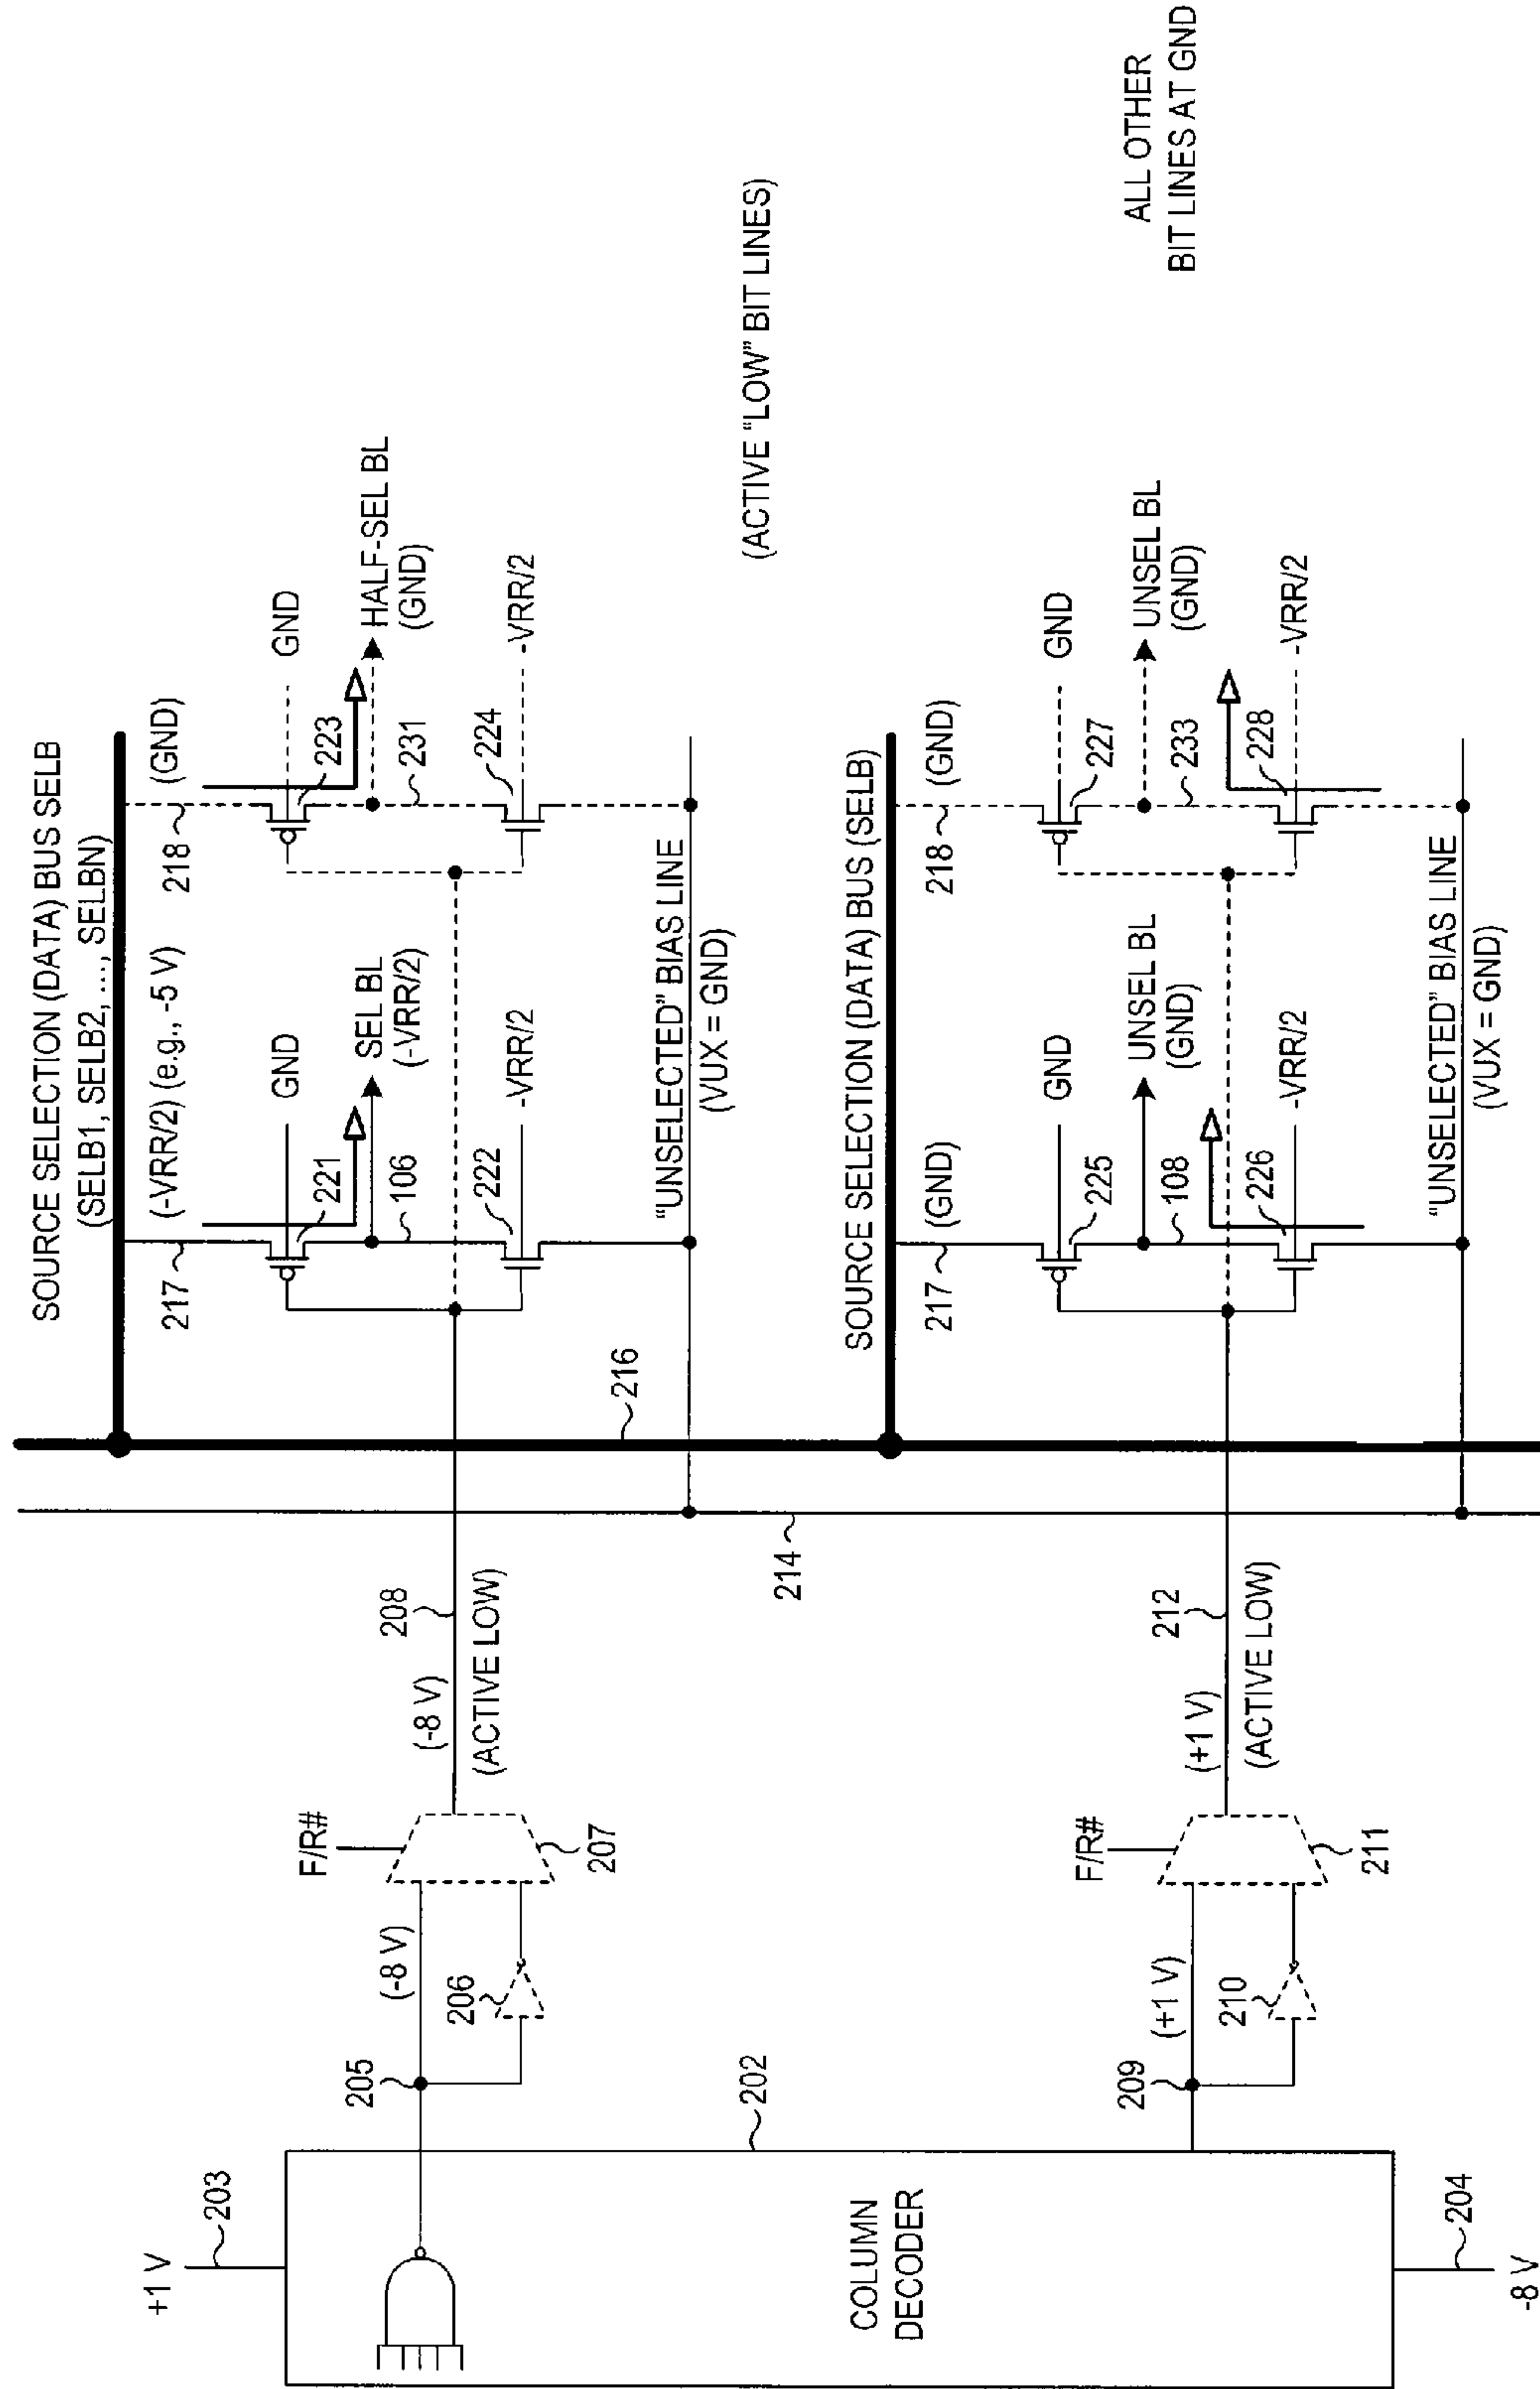 +1 V
203
COLUMN
DECODER
202
204
-8 V
205
(-8 V)
206
F/R#
207
(-8 V)
208
(ACTIVE LOW)
209
(+1 V)
210
F/R#
211
(+1 V)
212
(ACTIVE LOW)
214
216
SOURCE SELECTION (DATA) BUS SELB
(SELB1, SELB2, ..., SELBN)
217
(-VRR/2) (e.g., -5 V)
218
(GND)
221
GND
SEL BL
(-VRR/2)
106
222
-VRR/2
223
GND
HALF-SEL BL
(GND)
231
224
-VRR/2
"UNSELECTED" BIAS LINE
(VUX = GND)
(ACTIVE "LOW" BIT LINES)
SOURCE SELECTION (DATA) BUS (SELB)
217
(GND)
218
(GND)
225
GND
UNSEL BL
(GND)
108
226
-VRR/2
227
GND
UNSEL BL
(GND)
233
228
-VRR/2
"UNSELECTED" BIAS LINE
(VUX = GND)
ALL OTHER
BIT LINES AT GND